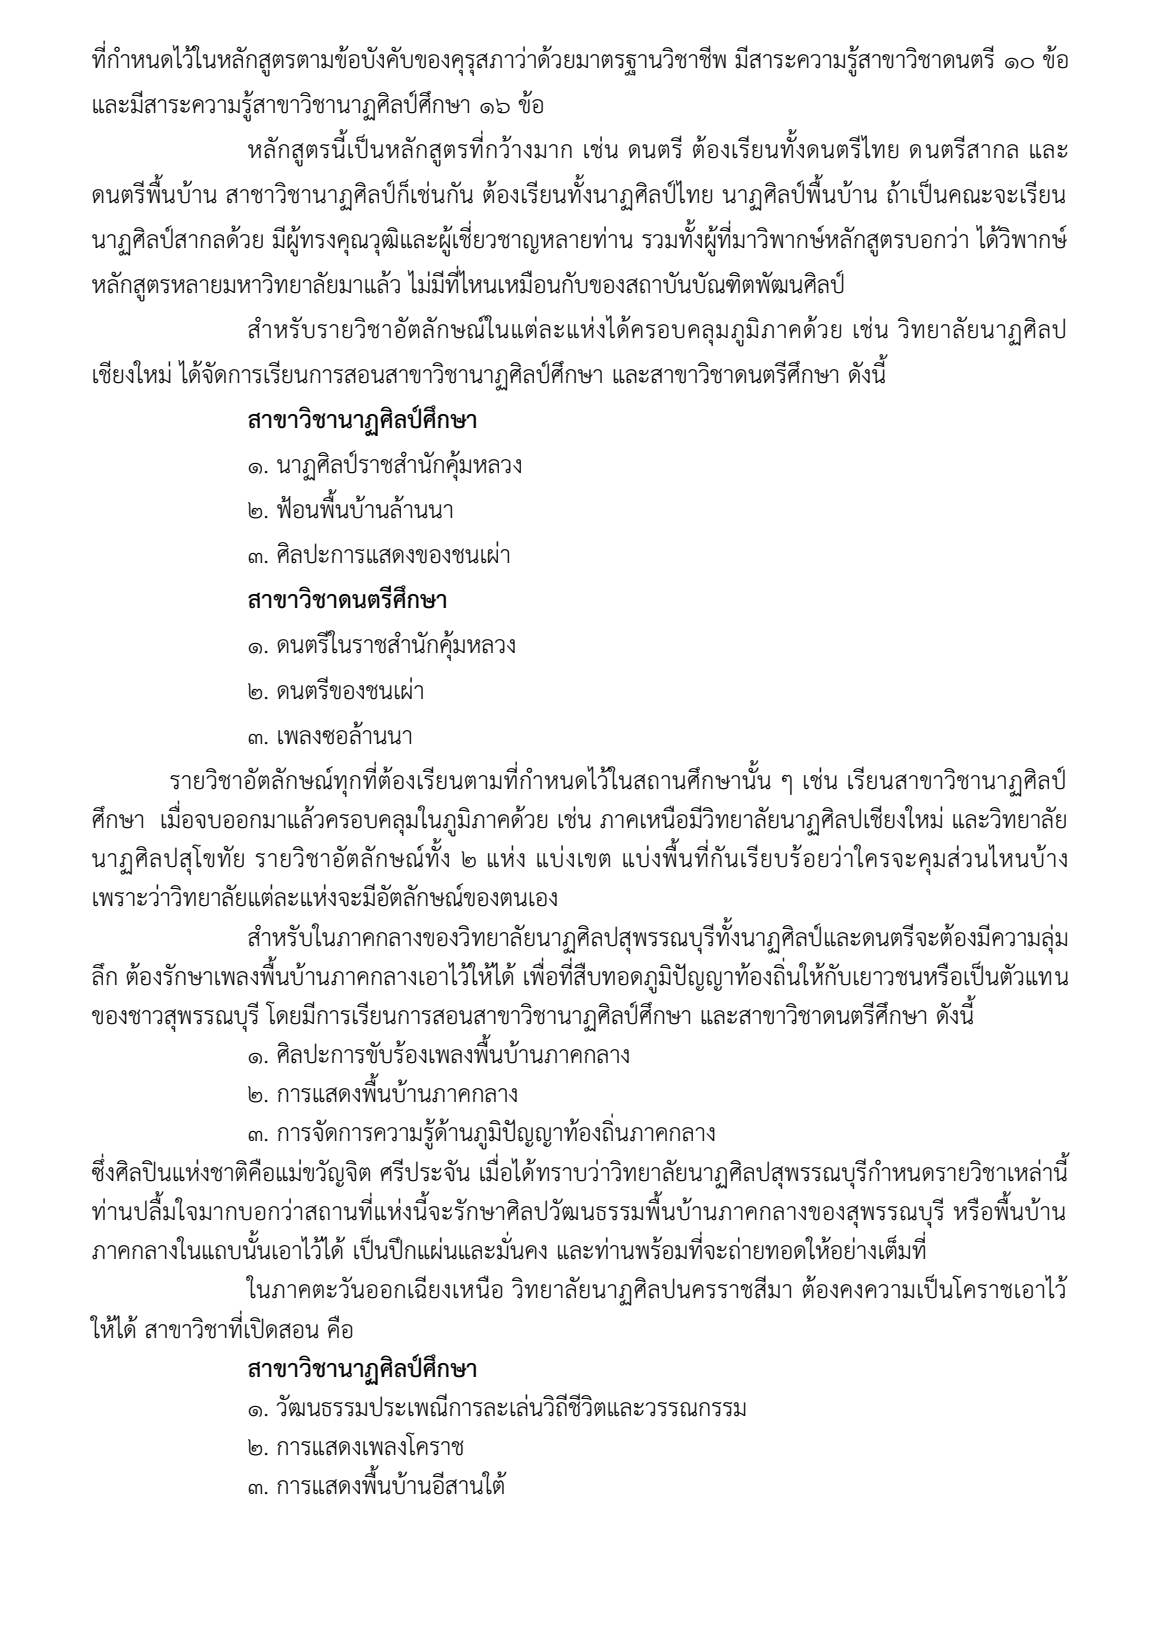 ที่กำหนดไว้ในหลักสูตรตามข้อบังคับของคุรุสภาว่าด้วยมาตรฐานวิชาชีพ มีสาระความรู้สาขาวิชาดนตรี ๑๐ ข้อ
และมีสาระความรู้สาขาวิชานาฏศิลป์ศึกษา ๑๖ ข้อ
หลักสูตรนี้เป็นหลักสูตรที่กว้างมาก เช่น ดนตรี ต้องเรียนทั้งดนตรีไทย ดนตรีสากล และ
ดนตรีพื้นบ้าน สาชาวิชานาฏศิลป์ก็เช่นกัน ต้องเรียนทั้งนาฏศิลป์ไทย นาฏศิลป์พื้นบ้าน ถ้าเป็นคณะจะเรียน
นาฏศิลป์สากลด้วย มีผู้ทรงคุณวุฒิและผู้เชี่ยวชาญหลายท่าน รวมทั้งผู้ที่มาวิพากษ์หลักสูตรบอกว่า ได้วิพากษ์
หลักสูตรหลายมหาวิทยาลัยมาแล้ว ไม่มีที่ไหนเหมือนกับของสถาบันบัณฑิตพัฒนศิลป์
สำหรับรายวิชาอัตลักษณ์ในแต่ละแห่งได้ครอบคลุมภูมิภาคด้วย เช่น วิทยาลัยนาฏศิลป
เชียงใหม่ ได้จัดการเรียนการสอนสาขาวิชานาฏศิลป์ศึกษา และสาขาวิชาดนตรีศึกษา ดังนี้
สาขาวิชานาฏศิลป์ศึกษา
๑. นาฏศิลป์ราชสำนักคุ้มหลวง
๒. ฟ้อนพื้นบ้านล้านนา
๓. ศิลปะการแสดงของชนเผ่า
สาขาวิชาดนตรีศึกษา
๑. ดนตรีในราชสำนักคุ้มหลวง
๒. ดนตรีของชนเผ่า
๓. เพลงซอล้านนา
รายวิชาอัตลักษณ์ทุกที่ต้องเรียนตามที่กำหนดไว้ในสถานศึกษานั้น ๆ เช่น เรียนสาขาวิชานาฏศิลป์
ศึกษา เมื่อจบออกมาแล้วครอบคลุมในภูมิภาคด้วย เช่น ภาคเหนือมีวิทยาลัยนาฏศิลปเชียงใหม่ และวิทยาลัย
นาฏศิลปสุโขทัย รายวิชาอัตลักษณ์ทั้ง ๒ แห่ง แบ่งเขต แบ่งพื้นที่กันเรียบร้อยว่าใครจะคุมส่วนไหนบ้าง
เพราะว่าวิทยาลัยแต่ละแห่งจะมีอัตลักษณ์ของตนเอง
สำหรับในภาคกลางของวิทยาลัยนาฏศิลปสุพรรณบุรีทั้งนาฏศิลป์และดนตรีจะต้องมีความลุ่ม
ลึก ต้องรักษาเพลงพื้นบ้านภาคกลางเอาไว้ให้ได้ เพื่อที่สืบทอดภูมิปัญญาท้องถิ่นให้กับเยาวชนหรือเป็นตัวแทน
ของชาวสุพรรณบุรี โดยมีการเรียนการสอนสาขาวิชานาฏศิลป์ศึกษา และสาขาวิชาดนตรีศึกษา ดังนี้
๑. ศิลปะการขับร้องเพลงพื้นบ้านภาคกลาง
๒. การแสดงพื้นบ้านภาคกลาง
๓. การจัดการความรู้ด้านภูมิปัญญาท้องถิ่นภาคกลาง
ซึ่งศิลปินแห่งชาติคือแม่ขวัญจิต ศรีประจัน เมื่อได้ทราบว่าวิทยาลัยนาฏศิลปสุพรรณบุรีกำหนดรายวิชาเหล่านี้
ท่านปลื้มใจมากบอกว่าสถานที่แห่งนี้จะรักษาศิลปวัฒนธรรมพื้นบ้านภาคกลางของสุพรรณบุรี หรือพื้นบ้าน
ภาคกลางในแถบนั้นเอาไว้ได้ เป็นปึกแผ่นและมั่นคง และท่านพร้อมที่จะถ่ายทอดให้อย่างเต็มที่
ในภาคตะวันออกเฉียงเหนือ วิทยาลัยนาฏศิลปนครราชสีมา ต้องคงความเป็นโคราชเอาไว้
ให้ได้ สาขาวิชาที่เปิดสอน คือ
สาขาวิชานาฏศิลป์ศึกษา
๑. วัฒนธรรมประเพณีการละเล่นวิถีชีวิตและวรรณกรรม
๒. การแสดงเพลงโคราช
๓. การแสดงพื้นบ้านอีสานใต้